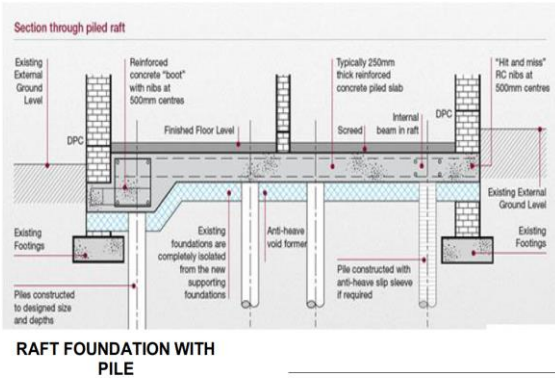 Section through piled raft
Existing
External
Ground
Level
Reinforced
concrete "boot"
with nibs at
500mm centres
Typically 250mm
thick reinforced
concrete piled slab
"Hit and miss"
RC nibs at
500mm centres
DPC
Finished Floor Level
Screed
Internal
beam in raft
DPC
Existing External
Ground Level
Existing
Footings
Existing
foundations are
completely isolated
from the new
supporting
foundations
Anti-heave
void former
Existing
Footings
Piles constructed
to designed size
and depths
Pile constructed with
anti-heave slip sleeve
if required
RAFT FOUNDATION WITH
PILE